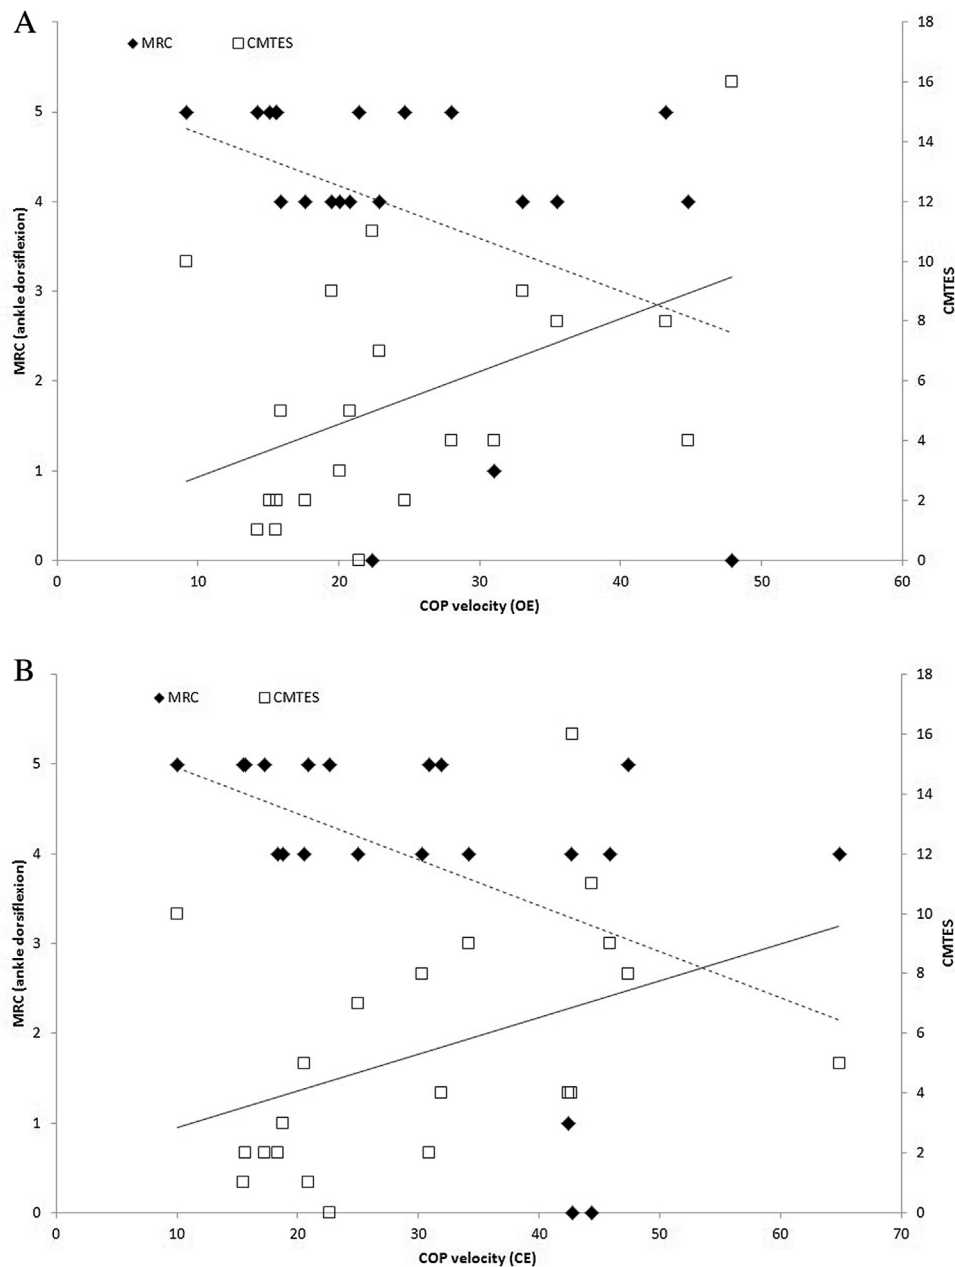 A
MRC CMTES
18
16
14
12
10
8
6
4
2
0
5
4
3
2
1
0
MRC (ankle dorsiflexion)
CMTES
0 10 20 30 40 50 60
COP velocity (OE)
B
MRC CMTES
18
16
14
12
10
8
6
4
2
0
5
4
3
2
1
0
MRC (ankle dorsiflexion)
CMTES
0 10 20 30 40 50 60 70
COP velocity (CE)